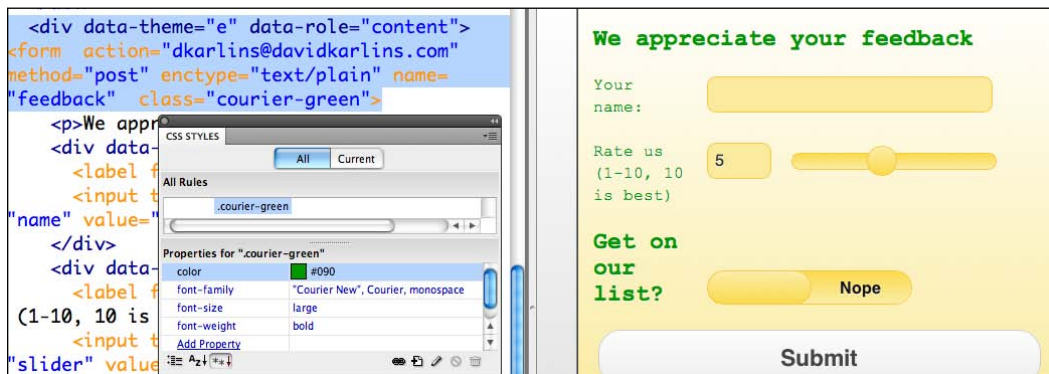 <div data-theme="e" data-role="content">
<form  action="dkarlins@davidkarlins.com"
method="post" enctype="text/plain" name=
"feedback"  class="courier-green">
<p>We appr
<div data-
<label f
<input t
"name" value="
</div>
<div data-
<label f
(1-10, 10 is
<input t
"slider" value
CSS STYLES
All
Current
All Rules
.courier-green
Properties for ".courier-green"
color #090
font-family "Courier New", Courier, monospace
font-size large
font-weight bold
Add Property
We appreciate your feedback
Your
name:
Rate us
(1-10, 10
is best)
5
Get on
our
list?
Nope
Submit